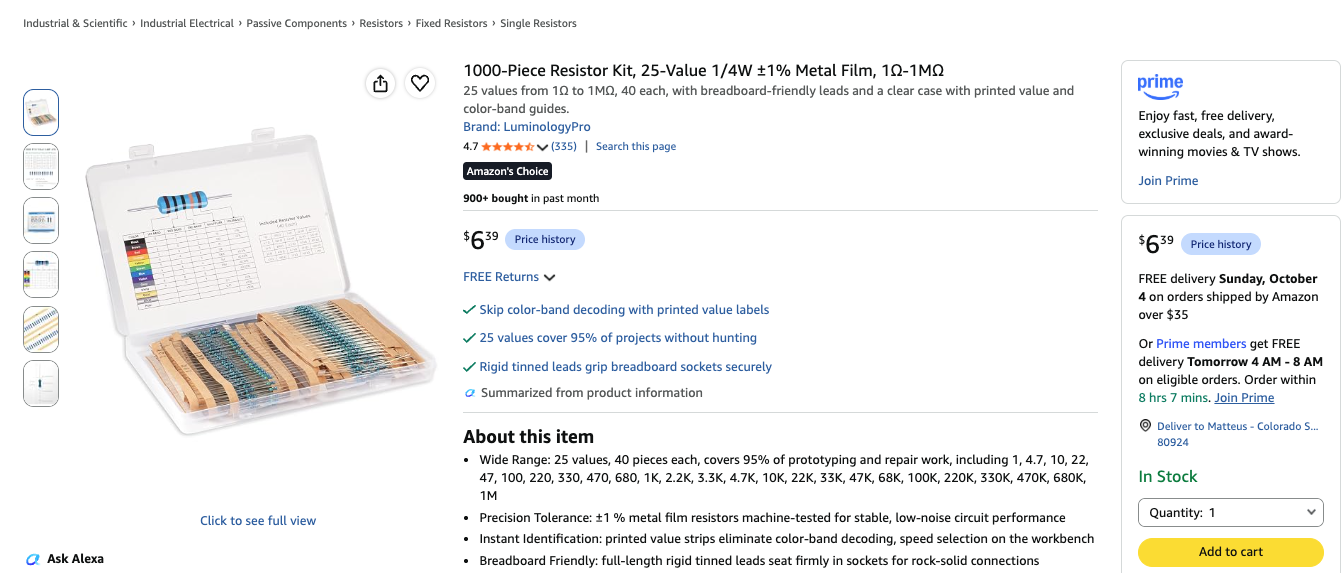 Industrial & Scientific › Industrial Electrical › Passive Components › Resistors › Fixed Resistors › Single Resistors
1000-Piece Resistor Kit, 25-Value 1/4W ±1% Metal Film, 1Ω-1MΩ
25 values from 1Ω to 1MΩ, 40 each, with breadboard-friendly leads and a clear case with printed value and
color-band guides.
Brand: LuminologyPro
4.7 (335) | Search this page
Amazon's Choice
900+ bought in past month
$6 39 Price history
FREE Returns
Skip color-band decoding with printed value labels
25 values cover 95% of projects without hunting
Rigid tinned leads grip breadboard sockets securely
Summarized from product information
About this item
• Wide Range: 25 values, 40 pieces each, covers 95% of prototyping and repair work, including 1, 4.7, 10, 22,
47, 100, 220, 330, 470, 680, 1K, 2.2K, 3.3K, 4.7K, 10K, 22K, 33K, 47K, 68K, 100K, 220K, 330K, 470K, 680K,
1M
• Precision Tolerance: ±1 % metal film resistors machine-tested for stable, low-noise circuit performance
• Instant Identification: printed value strips eliminate color-band decoding, speed selection on the workbench
• Breadboard Friendly: full-length rigid tinned leads seat firmly in sockets for rock-solid connections
Included Resistor Values
Click to see full view
Ask Alexa
prime
Enjoy fast, free delivery,
exclusive deals, and award-
winning movies & TV shows.
Join Prime
$6 39 Price history
FREE delivery Sunday, October
4 on orders shipped by Amazon
over $35
Or Prime members get FREE
delivery Tomorrow 4 AM - 8 AM
on eligible orders. Order within
8 hrs 7 mins. Join Prime
Deliver to Matteus - Colorado S...
80924
In Stock
Quantity: 1
Add to cart